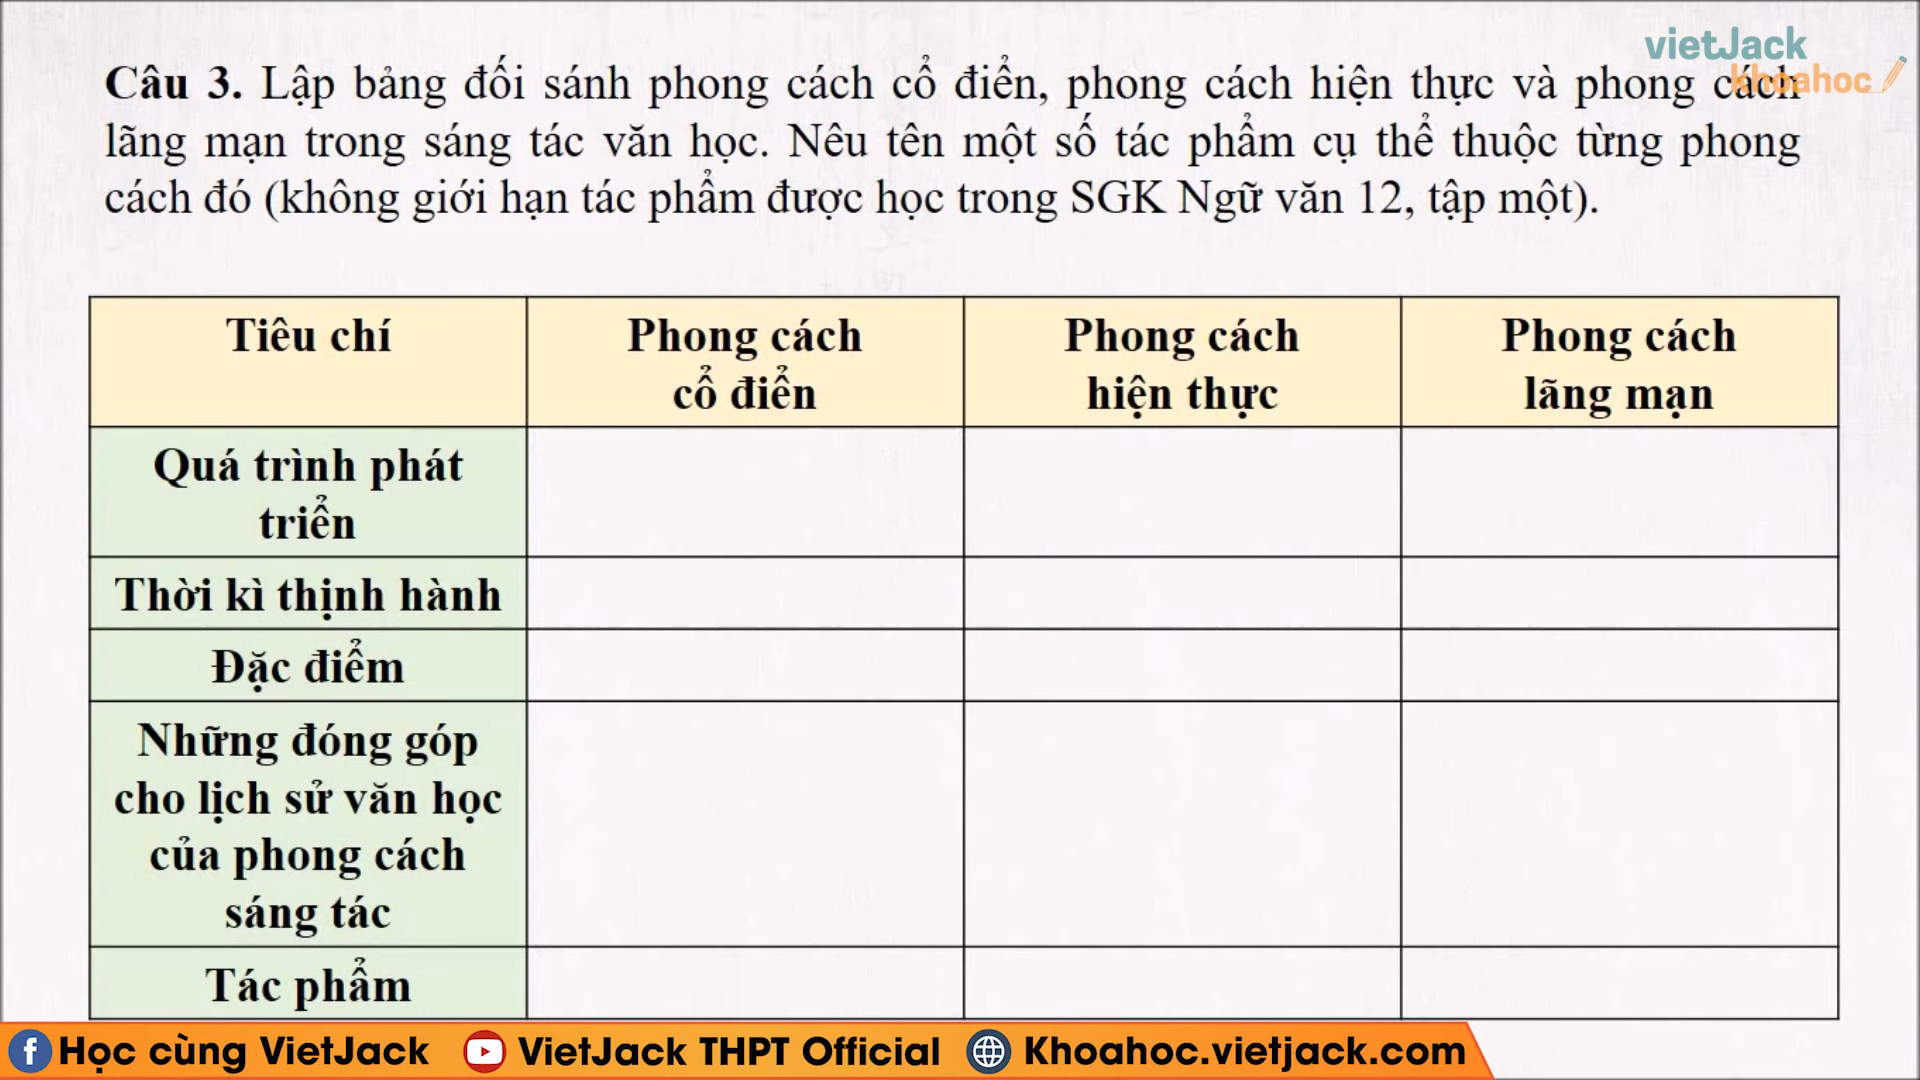 vietJack
khoahoc
Câu 3. Lập bảng đối sánh phong cách cổ điển, phong cách hiện thực và phong cách
lãng mạn trong sáng tác văn học. Nêu tên một số tác phẩm cụ thể thuộc từng phong
cách đó (không giới hạn tác phẩm được học trong SGK Ngữ văn 12, tập một).
Tiêu chí
Phong cách
cổ điển
Phong cách
hiện thực
Phong cách
lãng mạn
Quá trình phát
triển
Thời kì thịnh hành
Đặc điểm
Những đóng góp
cho lịch sử văn học
của phong cách
sáng tác
Tác phẩm
Học cùng VietJack
VietJack THPT Official
Khoahoc.vietjack.com